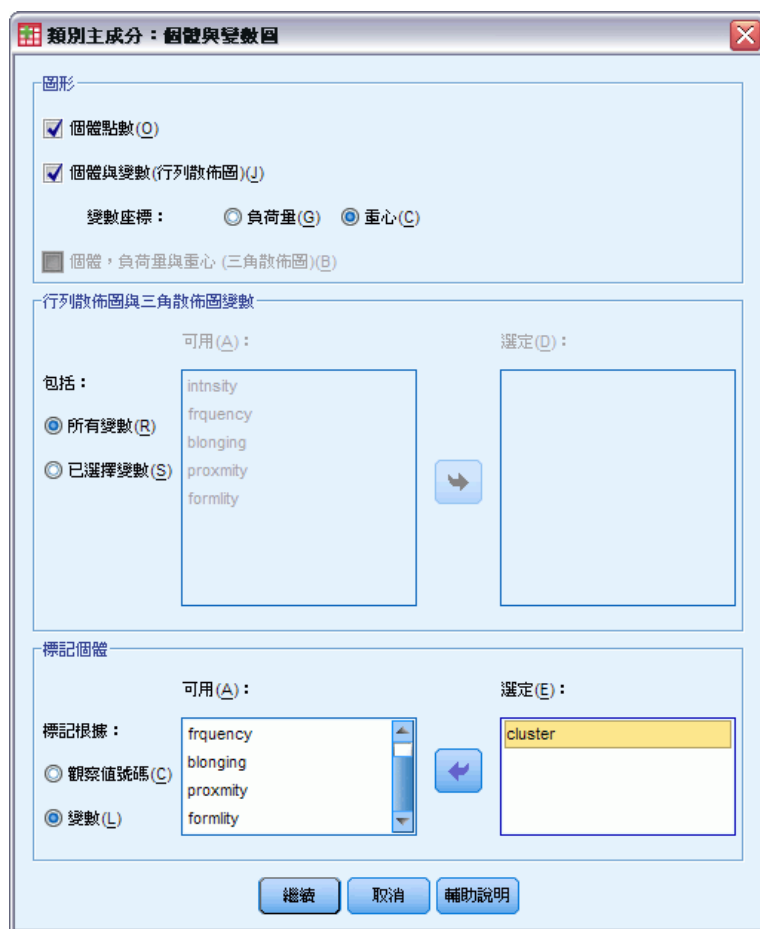 類別主成分：個體與變數圖
圖形
個體點數(O)
個體與變數(行列散佈圖)(J)
變數座標： 負荷量(G) 重心(C)
個體，負荷量與重心 (三角散佈圖)(B)
行列散佈圖與三角散佈圖變數
可用(A)： 選定(D)：
包括：
所有變數(R)
已選擇變數(S)
intnsity
frquency
blonging
proxmity
formlity
標記個體
可用(A)： 選定(E)：
標記根據：
觀察值號碼(C)
變數(L)
frquency
blonging
proxmity
formlity
cluster
繼續 取消 輔助說明